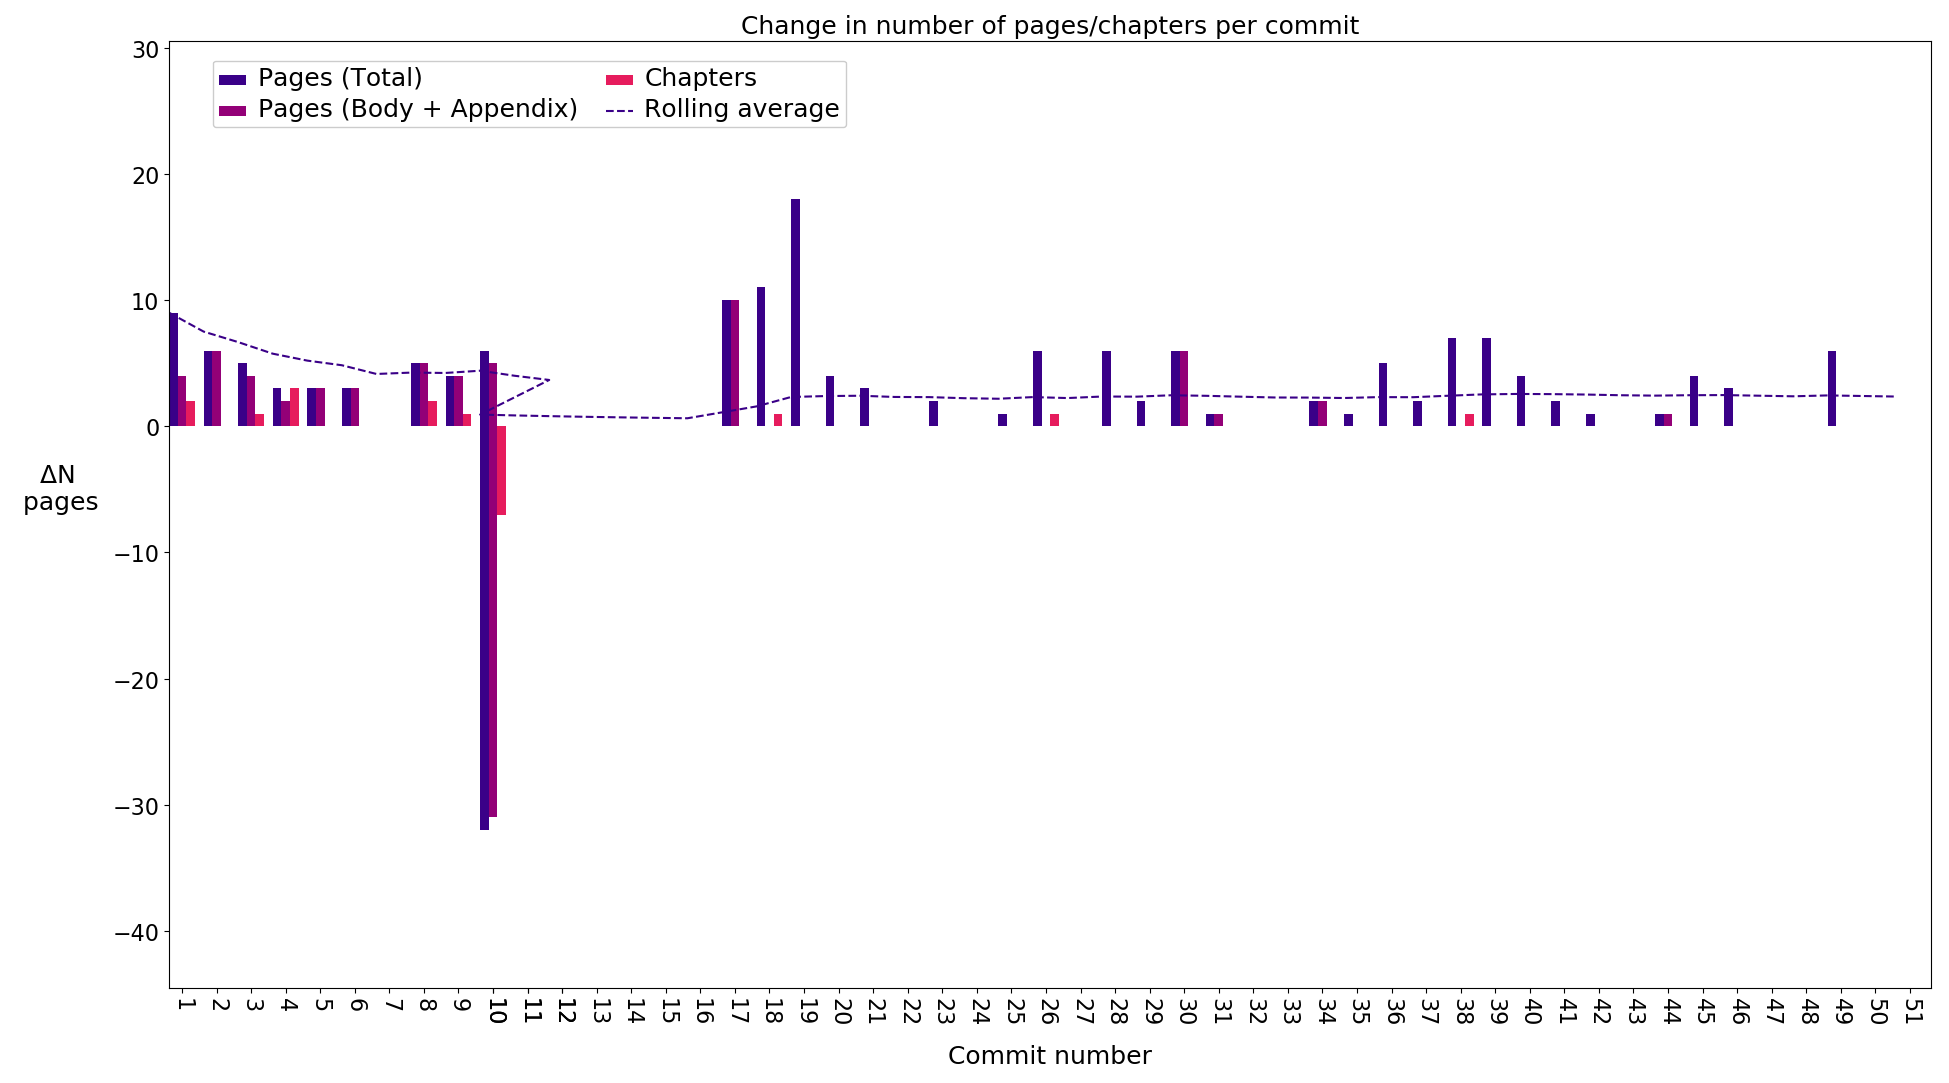 Change in number of pages/chapters per commit
Pages (Total)
Pages (Body + Appendix)
Chapters
Rolling average
30
20
10
0
−10
−20
−30
−40
ΔN
pages
1 2 3 4 5 6 7 8 9 10 11 12 13 14 15 16 17 18 19 20 21 22 23 24 25 26 27 28 29 30 31 32 33 34 35 36 37 38 39 40 41 42 43 44 45 46 47 48 49 50 51
Commit number